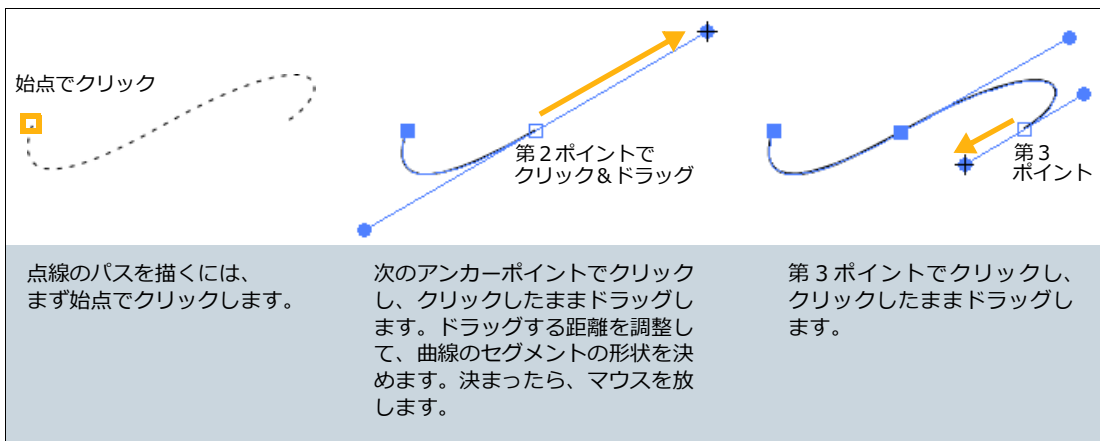 始点でクリック
第２ポイントで
クリック＆ドラッグ
第３
ポイント
点線のパスを描くには、
まず始点でクリックします。
次のアンカーポイントでクリック
し、クリックしたままドラッグし
ます。ドラッグする距離を調整し
て、曲線のセグメントの形状を決
めます。決まったら、マウスを放
します。
第 3 ポイントでクリックし、
クリックしたままドラッグし
ます。